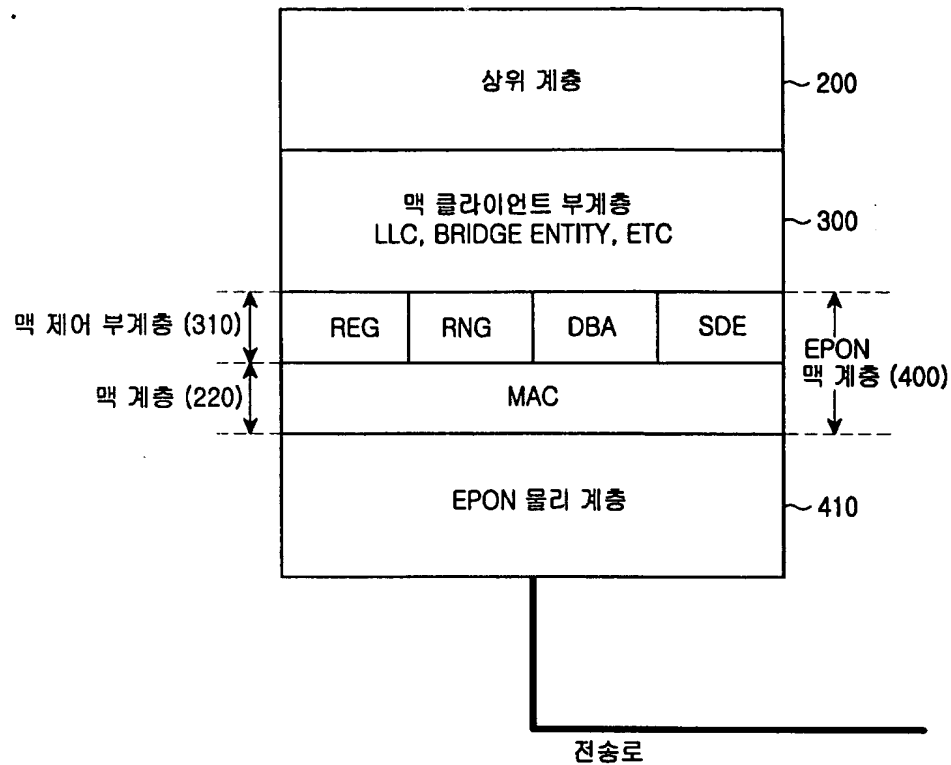 상위 계층
200
맥 클라이언트 부계층
LLC, BRIDGE ENTITY, ETC
300
맥 제어 부계층 (310)
REG
RNG
DBA
SDE
EPON
맥 계층 (400)
맥 계층 (220)
MAC
EPON 물리 계층
410
전송로